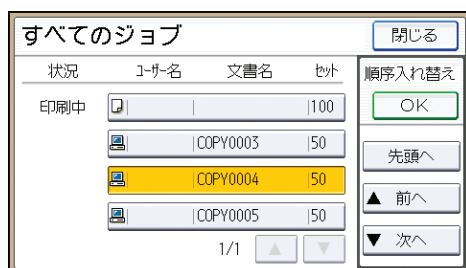 すべてのジョブ 閉じる
状況 ユーザー名 文書名 セット 順序入れ替え
印刷中 100 OK
COPY0003 50
先頭へ
COPY0004 50
▲ 前へ
COPY0005 50
1/1 ▲ ▼ ▼ 次へ